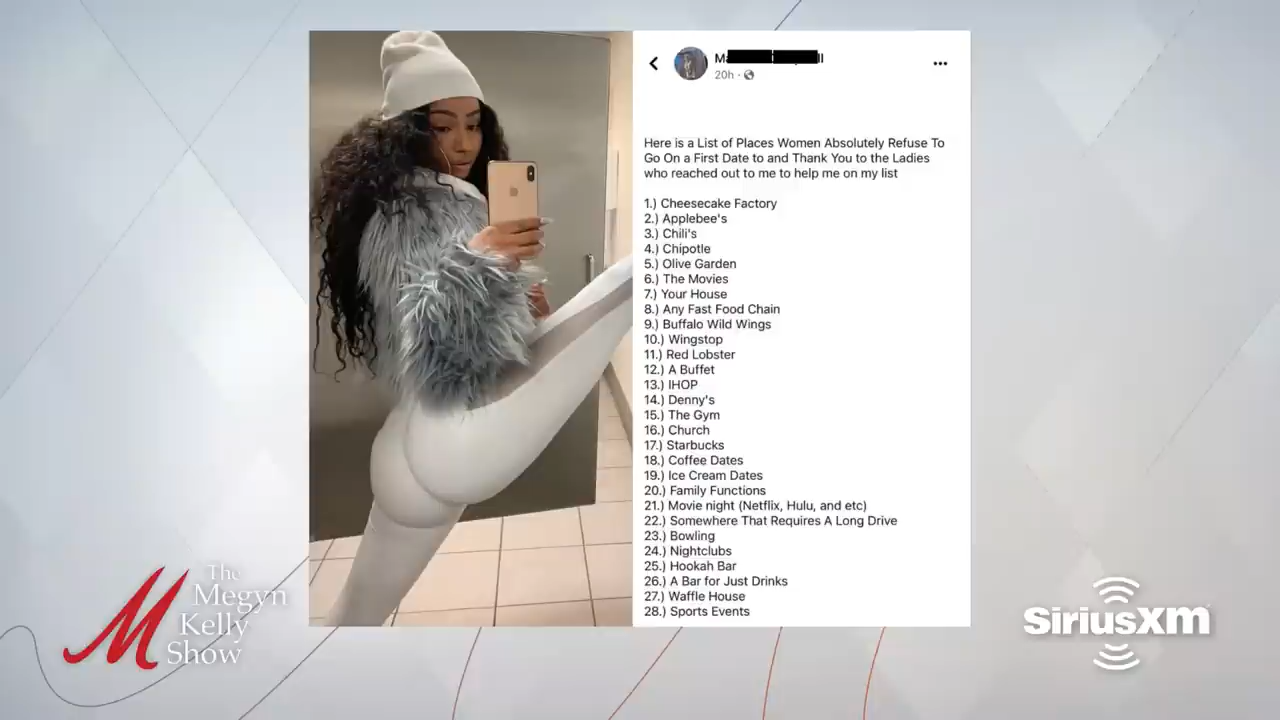 Ma
ll
20h
Here is a List of Places Women Absolutely Refuse To
Go On a First Date to and Thank You to the Ladies
who reached out to me to help me on my list
1.) Cheesecake Factory
2.) Applebee's
3.) Chili's
4.) Chipotle
5.) Olive Garden
6.) The Movies
7.) Your House
8.) Any Fast Food Chain
9.) Buffalo Wild Wings
10.) Wingstop
11.) Red Lobster
12.) A Buffet
13.) IHOP
14.) Denny's
15.) The Gym
16.) Church
17.) Starbucks
18.) Coffee Dates
19.) Ice Cream Dates
20.) Family Functions
21.) Movie night (Netflix, Hulu, and etc)
22.) Somewhere That Requires A Long Drive
23.) Bowling
24.) Nightclubs
25.) Hookah Bar
26.) A Bar for Just Drinks
27.) Waffle House
28.) Sports Events
The
Megyn
Kelly
Show
M
SiriusXm